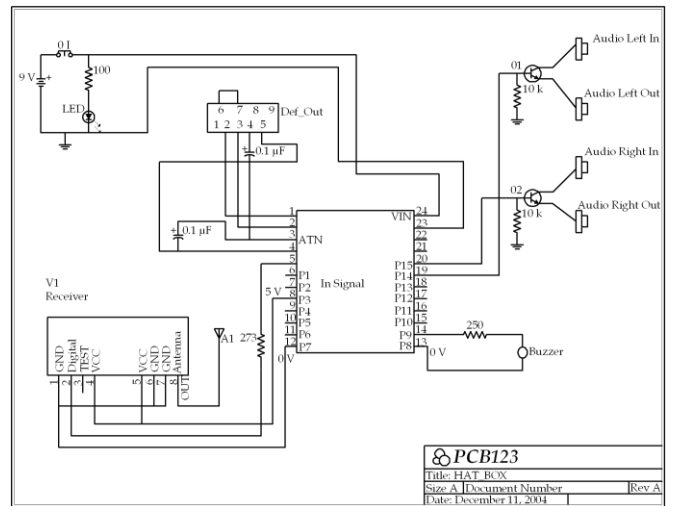 0 1
9 V
+
100
LED
6 7 8 9
1 2 3 4 5
Def_Out
+
0.1 µF
+
0.1 µF
Audio Left In
01
10 k
Audio Left Out
Audio Right In
02
10 k
Audio Right Out
1
2
3
4
5
6
7
8
9
10
11
12
ATN
P1
P2
P3
P4
P5
P6
P7
In Signal
VIN
P15
P14
P13
P12
P11
P10
P9
P8
24
23
22
21
20
19
18
17
16
15
14
13
5 V
0 V
0 V
250
Buzzer
V1
Receiver
GND
Digital
TEST
VCC
VCC
GND
GND
Antenna
OUT
1
2
3
4
5
6
7
8
A1
273
PCB123
Title: HAT_BOX
Size A Document Number Rev A
Date: December 11, 2004